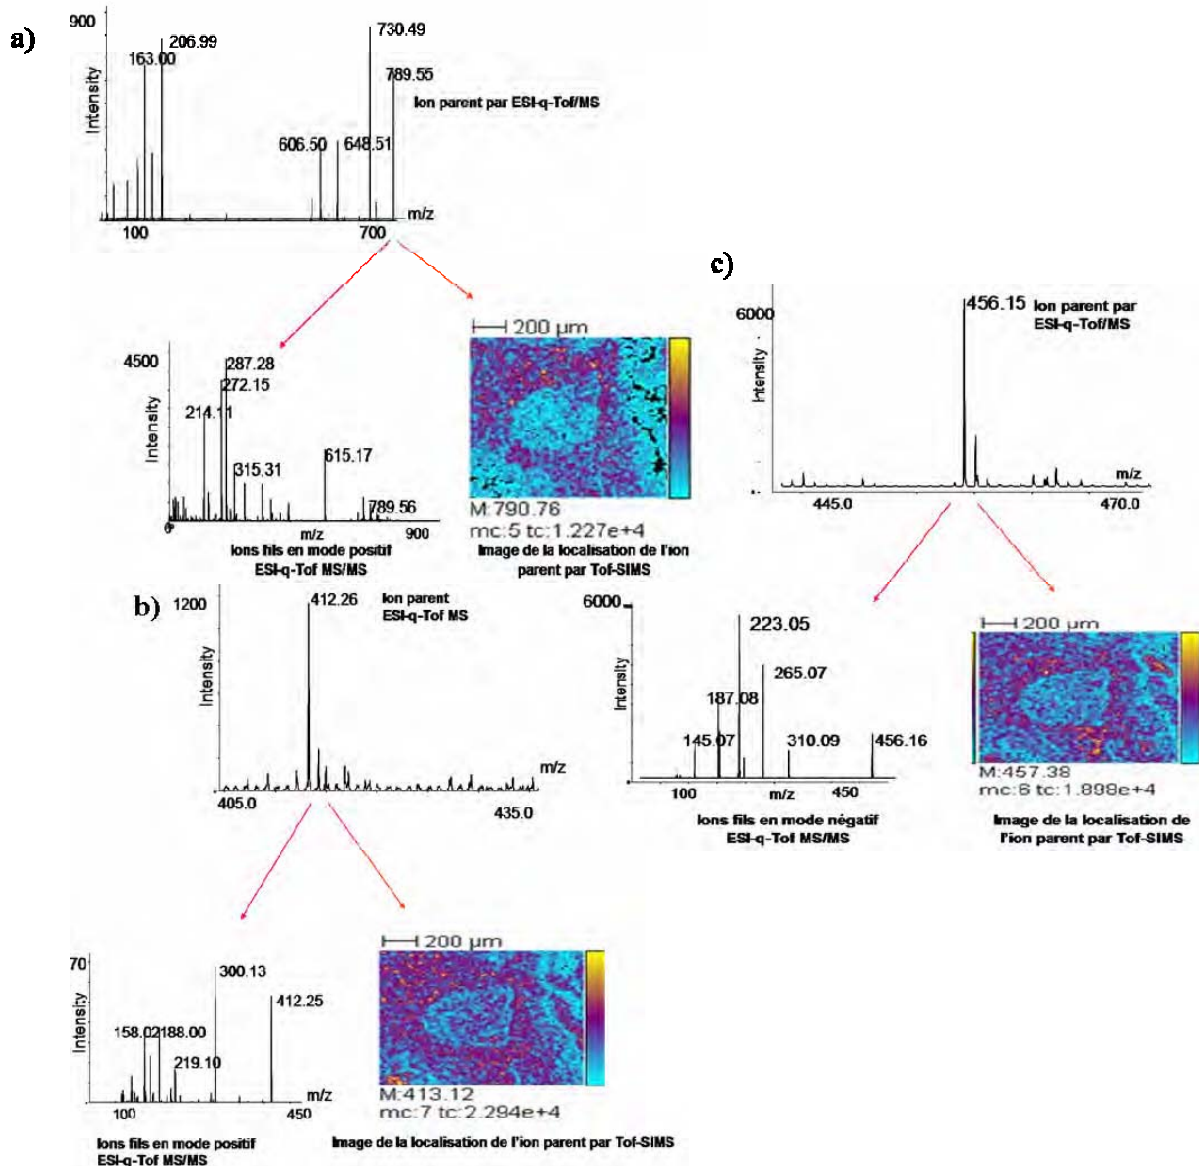 a)
900
206.99
163.00
730.49
789.55
Ion parent par ESI-q-Tof/MS
606.50
648.51
Intensity
m/z
100
700
4500
287.28
272.15
214.11
315.31
615.17
789.56
Intensity
0
m/z
900
Ions fils en mode positif
ESI-q-Tof MS/MS
200 µm
M:790.76
mc:5 tc:1.227e+4
Image de la localisation de l'ion
parent par Tof-SIMS
c)
6000
456.15
Ion parent par
ESI-q-Tof/MS
Intensity
m/z
445.0
470.0
b)
1200
412.26
Ion parent
ESI-q-Tof MS
Intensity
m/z
405.0
435.0
6000
223.05
265.07
187.08
145.07
310.09
456.16
Intensity
100
m/z
450
Ions fils en mode négatif
ESI-q-Tof MS/MS
200 µm
M:457.38
mc:6 tc:1.898e+4
Image de la localisation de
l'ion parent par Tof-SIMS
70
300.13
412.25
158.02
188.00
219.10
Intensity
m/z
100
450
Ions fils en mode positif
ESI-q-Tof MS/MS
200 µm
M:413.12
mc:7 tc:2.294e+4
Image de la localisation de l'ion parent par Tof-SIMS